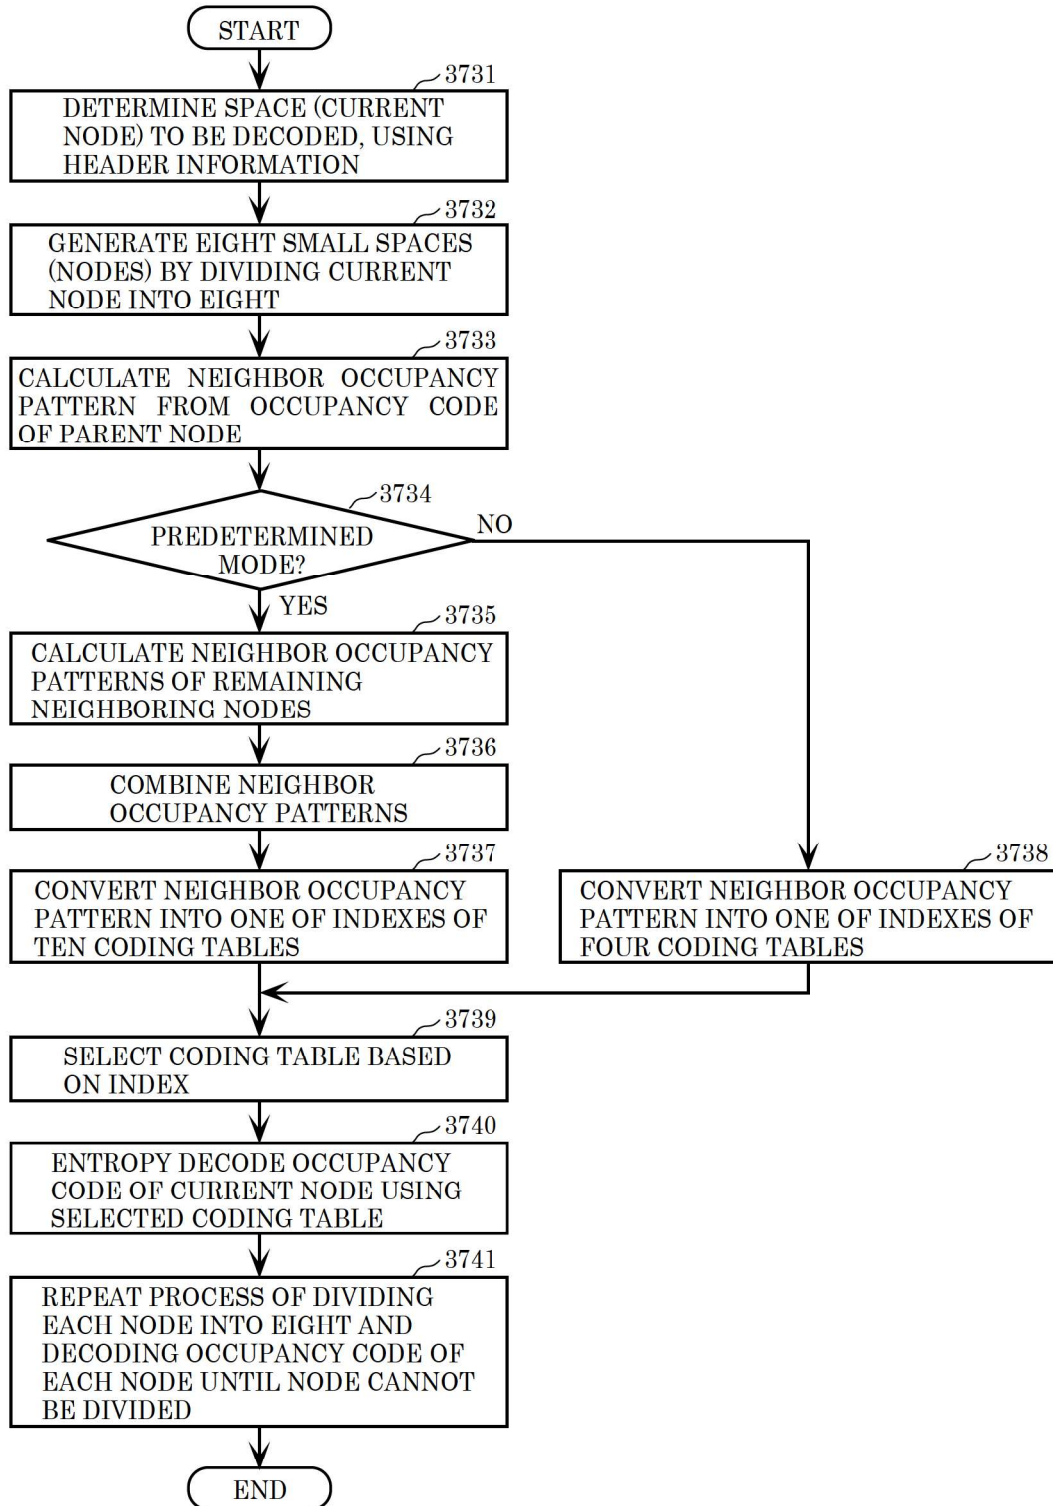 START
3731
DETERMINE SPACE (CURRENT
NODE) TO BE DECODED, USING
HEADER INFORMATION
3732
GENERATE EIGHT SMALL SPACES
(NODES) BY DIVIDING CURRENT
NODE INTO EIGHT
3733
CALCULATE NEIGHBOR OCCUPANCY
PATTERN FROM OCCUPANCY CODE
OF PARENT NODE
3734
PREDETERMINED
MODE?
NO
YES
3735
CALCULATE NEIGHBOR OCCUPANCY
PATTERNS OF REMAINING
NEIGHBORING NODES
3736
COMBINE NEIGHBOR
OCCUPANCY PATTERNS
3737
CONVERT NEIGHBOR OCCUPANCY
PATTERN INTO ONE OF INDEXES OF
TEN CODING TABLES
3738
CONVERT NEIGHBOR OCCUPANCY
PATTERN INTO ONE OF INDEXES OF
FOUR CODING TABLES
3739
SELECT CODING TABLE BASED
ON INDEX
3740
ENTROPY DECODE OCCUPANCY
CODE OF CURRENT NODE USING
SELECTED CODING TABLE
3741
REPEAT PROCESS OF DIVIDING
EACH NODE INTO EIGHT AND
DECODING OCCUPANCY CODE OF
EACH NODE UNTIL NODE CANNOT
BE DIVIDED
END